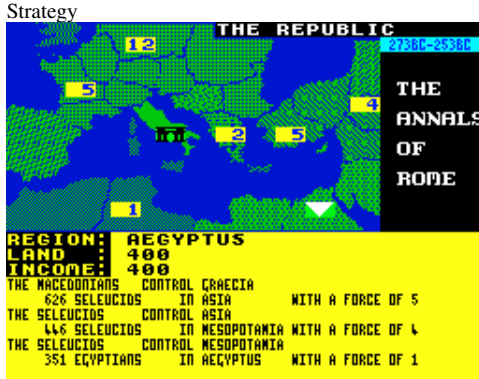 Strategy
THE REPUBLIC
273BC-253BC
12
5
THE
4
ANNALS
2
5
OF
ROME
1
REGION: AEGYPTUS
LAND : 400
INCOME: 400
THE MACEDONIANS CONTROL GRAECIA
626 SELEUCIDS IN ASIA WITH A FORCE OF 5
THE SELEUCIDS CONTROL ASIA
446 SELEUCIDS IN MESOPOTAMIA WITH A FORCE OF 4
THE SELEUCIDS CONTROL MESOPOTAMIA
351 EGYPTIANS IN AEGYPTUS WITH A FORCE OF 1